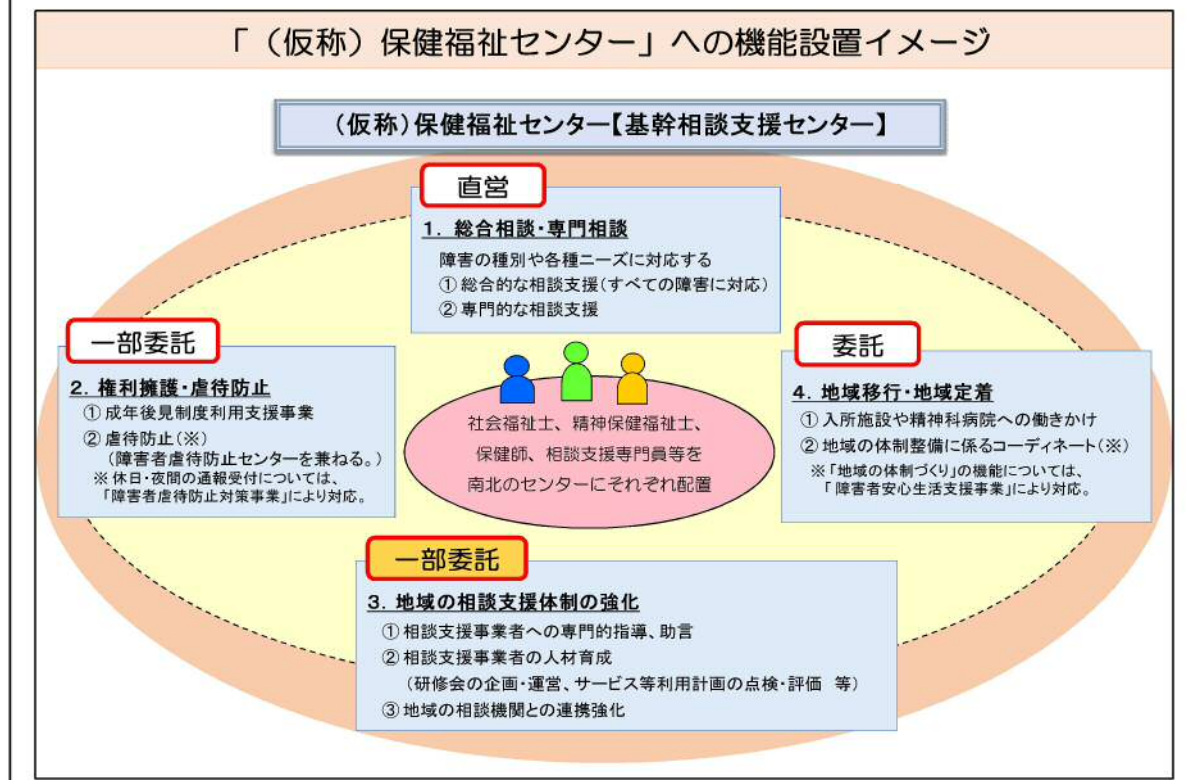 「（仮称）保健福祉センター」への機能設置イメージ
（仮称）保健福祉センター【基幹相談支援センター】
直営
1．総合相談・専門相談
障害の種別や各種ニーズに対応する
①総合的な相談支援（すべての障害に対応）
②専門的な相談支援
一部委託
2．権利擁護・虐待防止
①成年後見制度利用支援事業
②虐待防止（※）
（障害者虐待防止センターを兼ねる。）
※休日・夜間の通報受付については、
「障害者虐待防止対策事業」により対応。
社会福祉士、精神保健福祉士、
保健師、相談支援専門員等を
南北のセンターにそれぞれ配置
委託
4．地域移行・地域定着
①入所施設や精神科病院への働きかけ
②地域の体制整備に係るコーディネート（※）
※「地域の体制づくり」の機能については、
「障害者安心生活支援事業」により対応。
一部委託
3．地域の相談支援体制の強化
①相談支援事業者への専門的指導、助言
②相談支援事業者の人材育成
（研修会の企画・運営、サービス等利用計画の点検・評価　等）
③地域の相談機関との連携強化